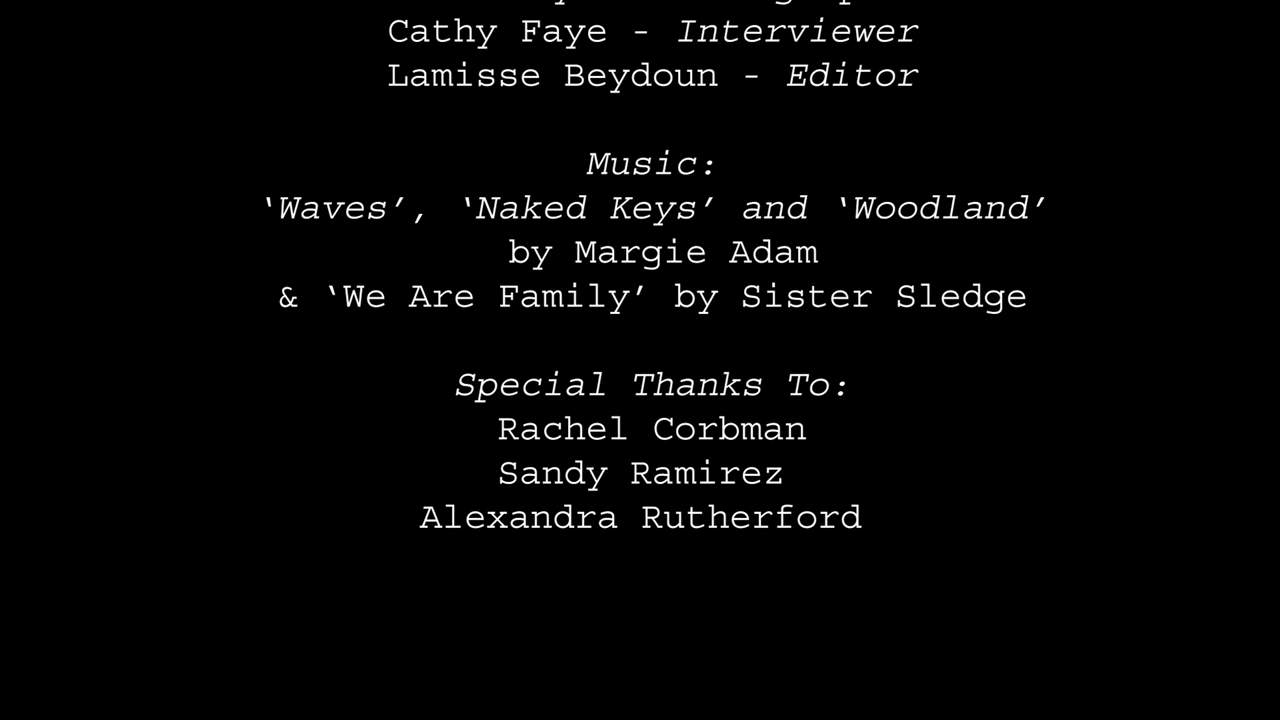 Cathy Faye - Interviewer
Lamisse Beydoun - Editor
Music:
‘Waves’, ‘Naked Keys’ and ‘Woodland’
by Margie Adam
& ‘We Are Family’ by Sister Sledge
Special Thanks To:
Rachel Corbman
Sandy Ramirez
Alexandra Rutherford